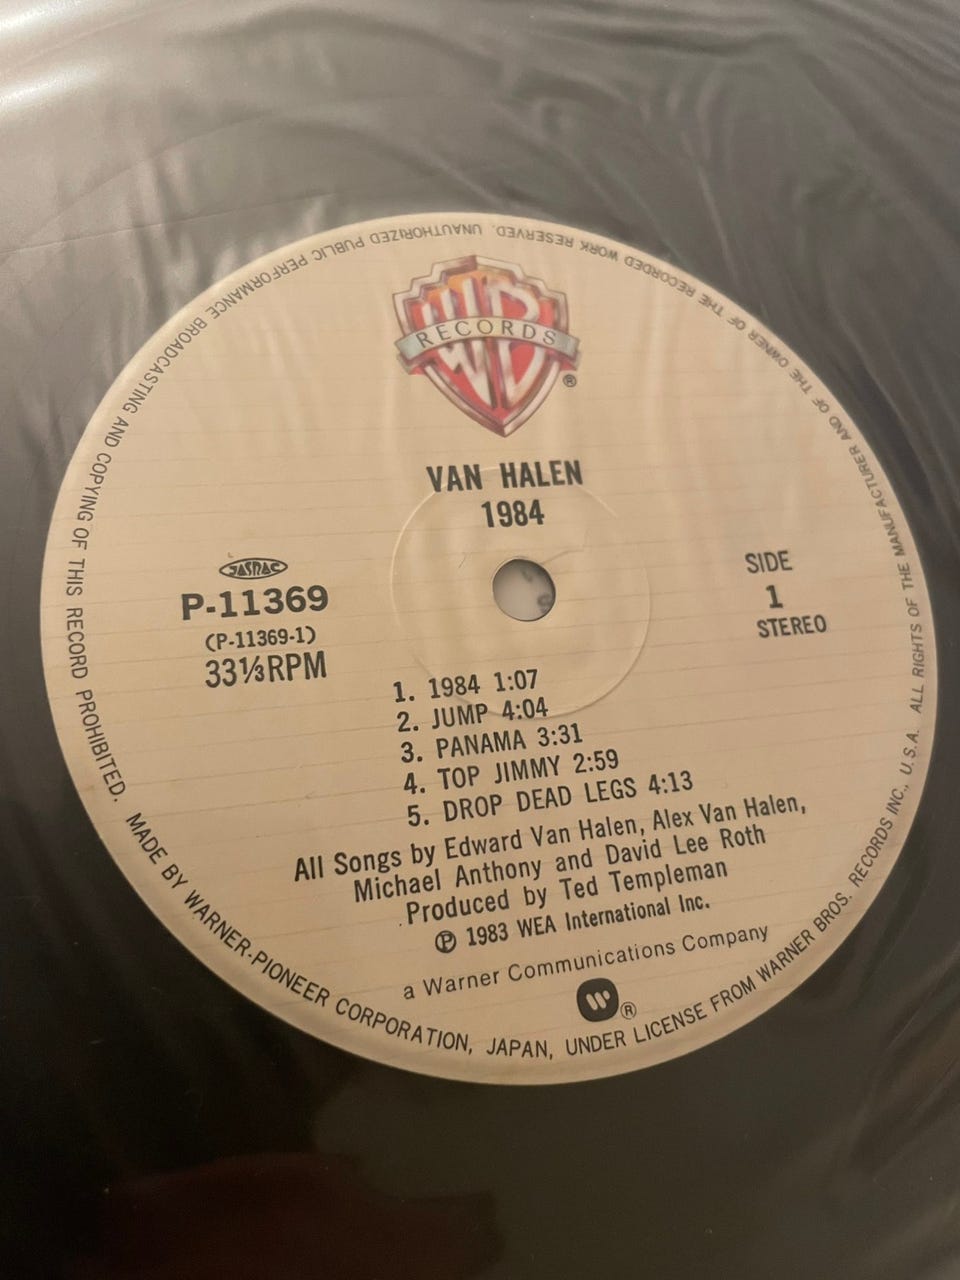 WB
RECORDS
®
VAN HALEN
1984
JASRAC
P-11369
(P-11369-1)
33⅓RPM
SIDE
1
STEREO
1. 1984 1:07
2. JUMP 4:04
3. PANAMA 3:31
4. TOP JIMMY 2:59
5. DROP DEAD LEGS 4:13
All Songs by Edward Van Halen, Alex Van Halen,
Michael Anthony and David Lee Roth
Produced by Ted Templeman
Ⓟ 1983 WEA International Inc.
a Warner Communications Company
W ®
MADE BY WARNER-PIONEER CORPORATION, JAPAN, UNDER LICENSE FROM WARNER BROS. RECORDS INC., U.S.A. ALL RIGHTS OF THE MANUFACTURER AND OF THE OWNER OF THE RECORDED WORK RESERVED. UNAUTHORIZED PUBLIC PERFORMANCE BROADCASTING AND COPYING OF THIS RECORD PROHIBITED.